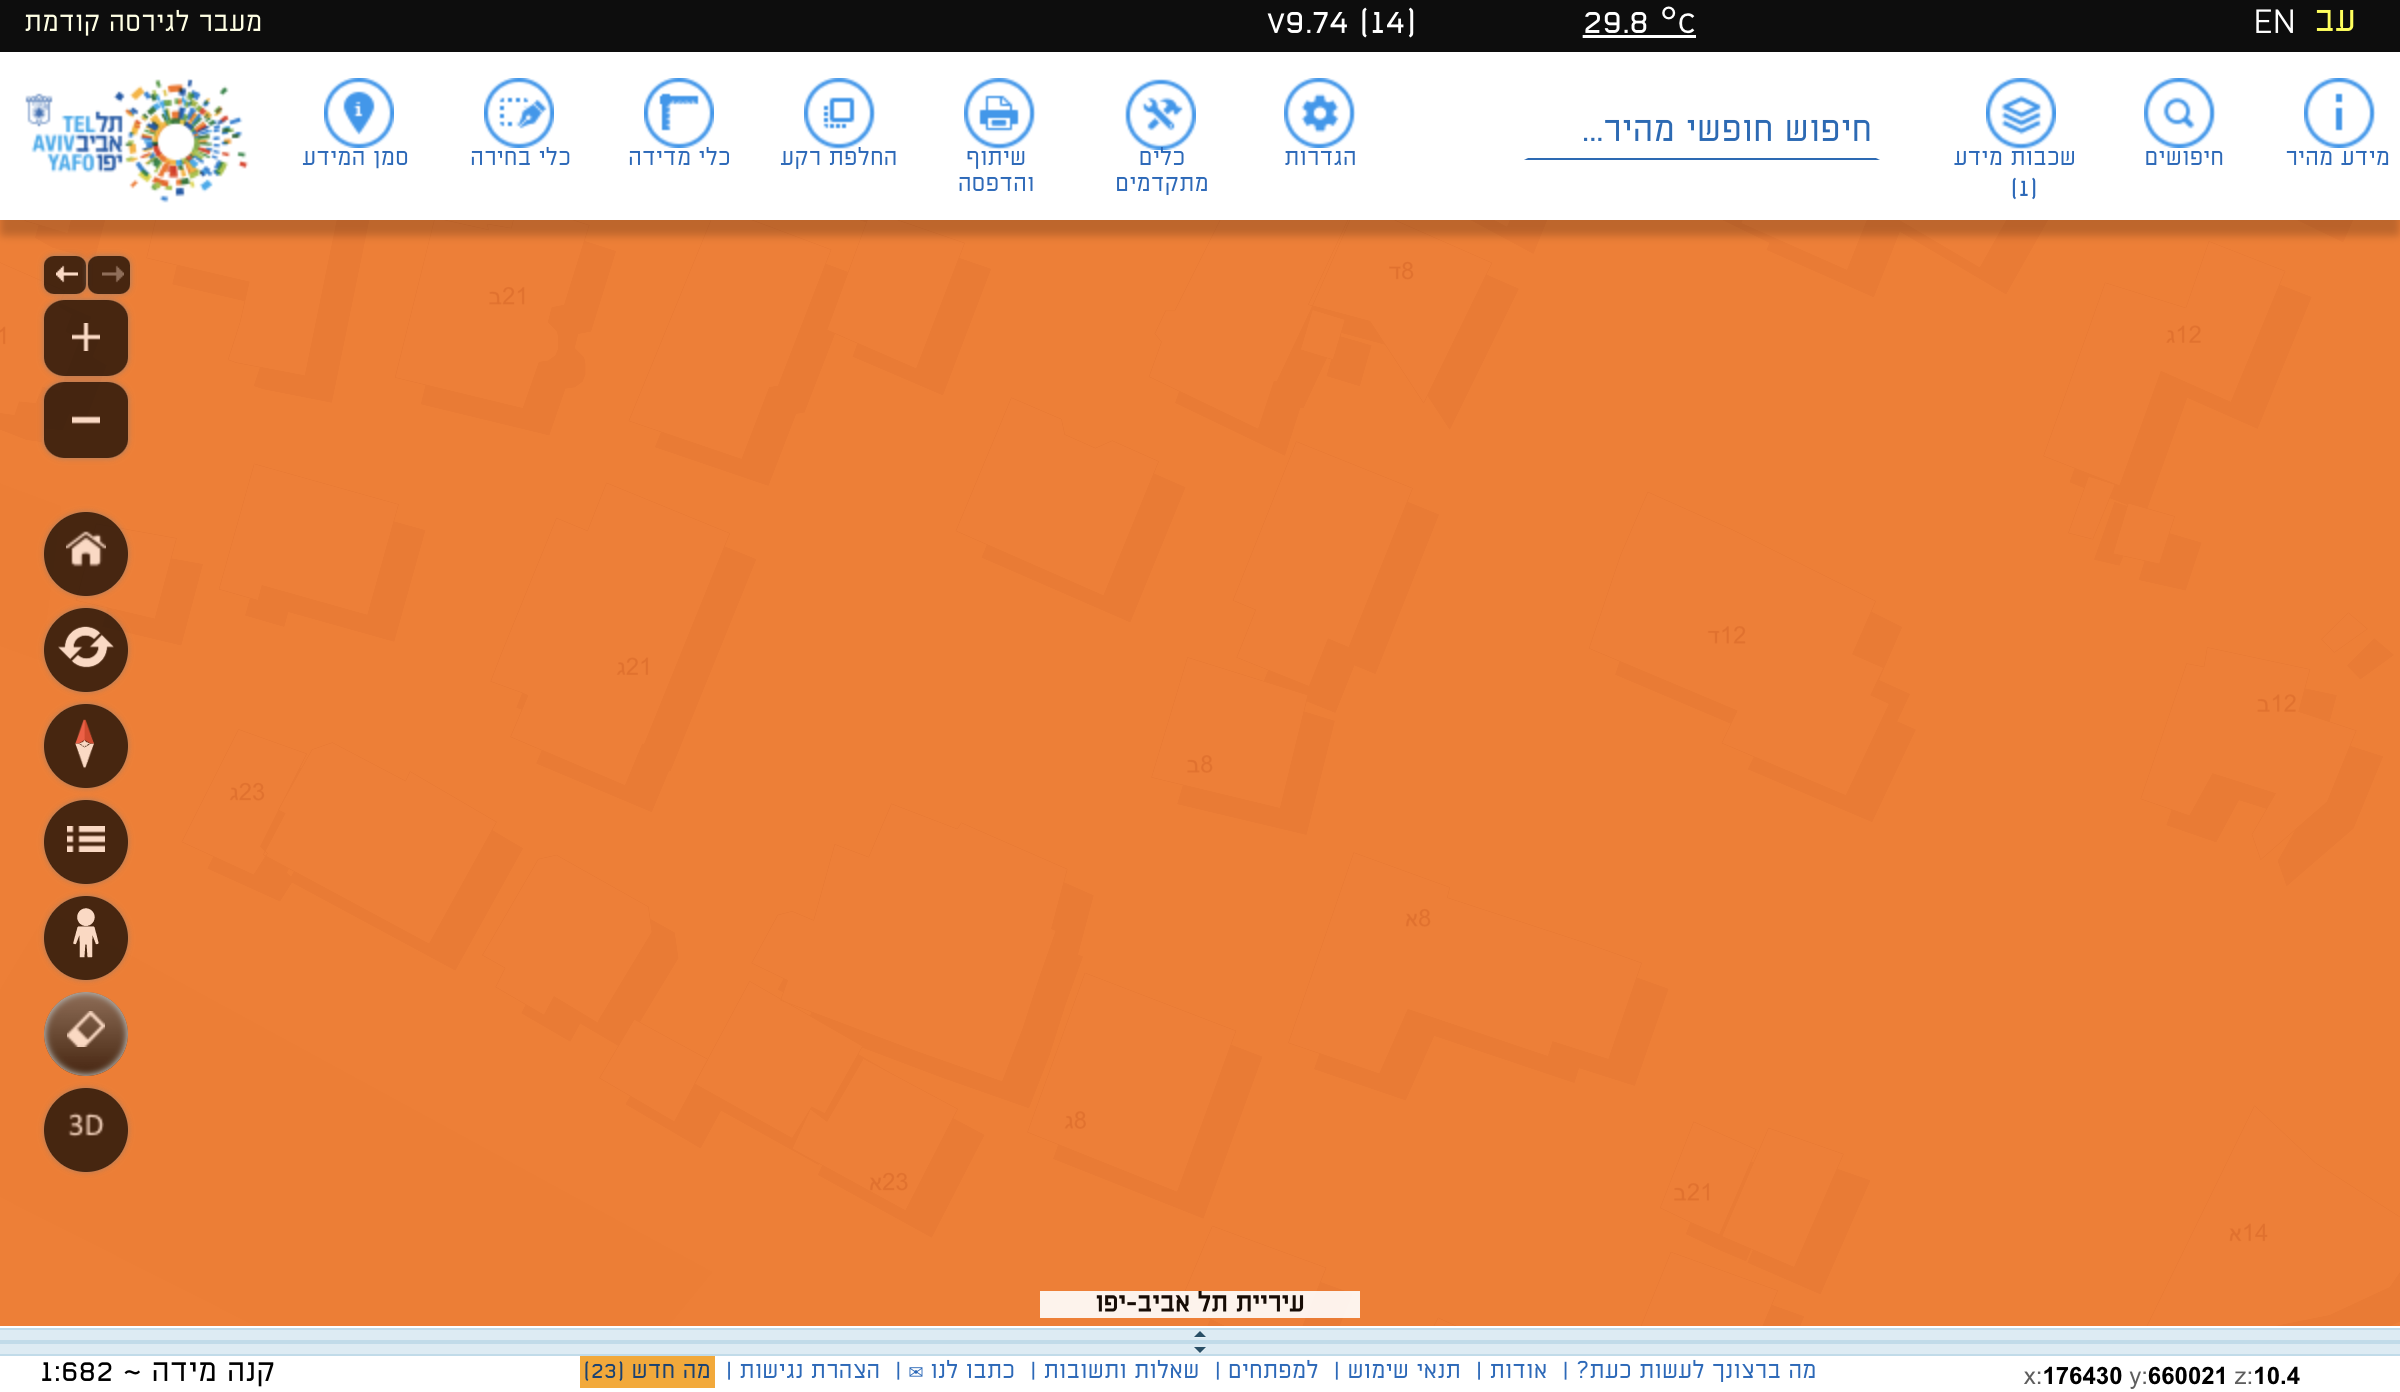 עב EN
29.8 °C
V9.74 (14)
מעבר לגירסה קודמת
מידע מהיר
חיפושים
שכבות מידע
(1)
חיפוש חופשי מהיר...
הגדרות
כלים
מתקדמים
שיתוף
והדפסה
החלפת רקע
כלי מדידה
כלי בחירה
סמן המידע
תל TEL
אביב AVIV
יפו YAFO
8ד
21ב
12ג
12ד
21ג
12ב
8ב
23ג
8א
8ג
23א
21ב
14א
3D
עיריית תל אביב-יפו
x:176430 y:660021 z:10.4
מה ברצונך לעשות כעת? | אודות | תנאי שימוש | למפתחים | שאלות ותשובות | כתבו לנו ✉ | הצהרת נגישות | מה חדש (23)
קנה מידה ~ 1:682